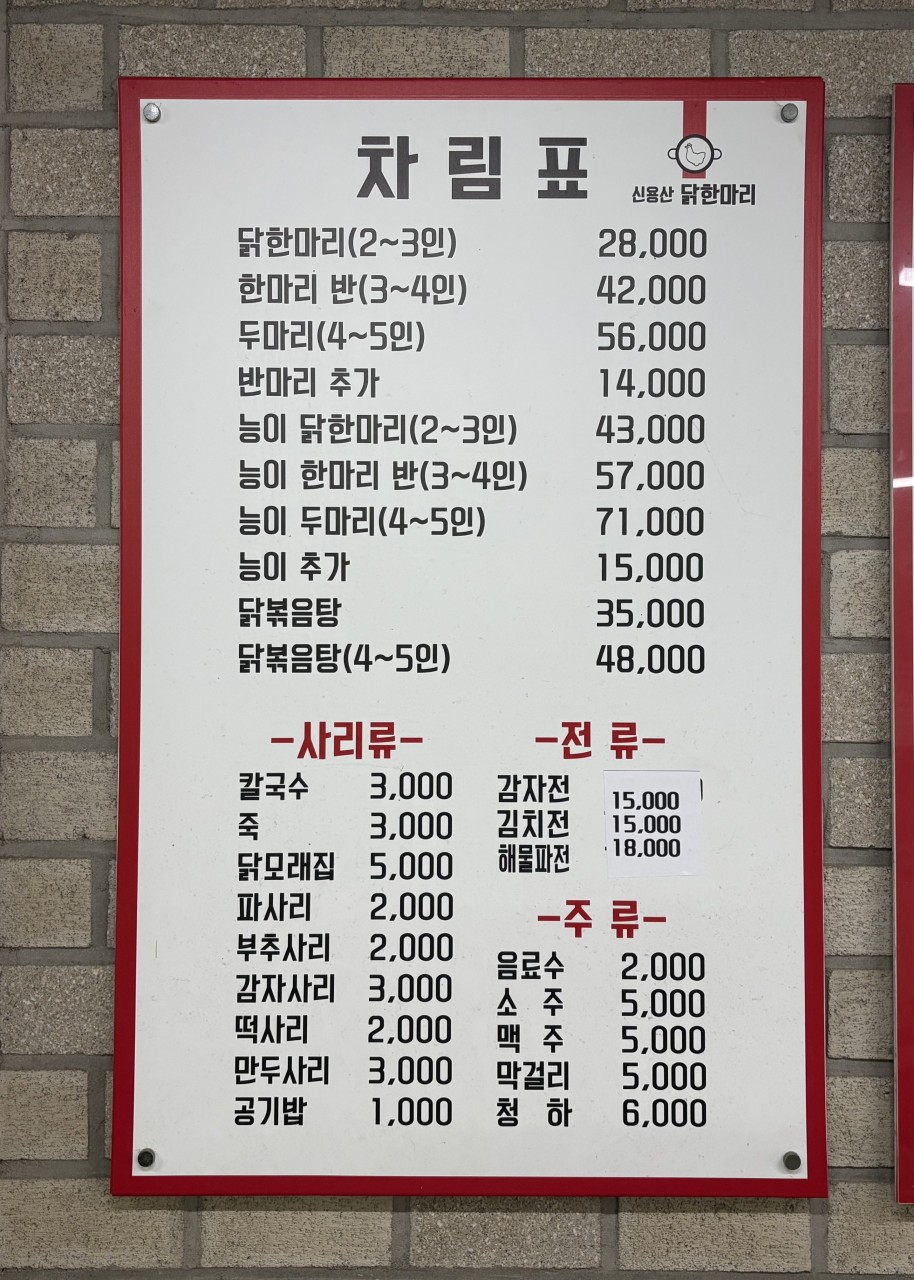 차림표
신용산 닭한마리
닭한마리(2~3인) 28,000
한마리 반(3~4인) 42,000
두마리(4~5인) 56,000
반마리 추가 14,000
능이 닭한마리(2~3인) 43,000
능이 한마리 반(3~4인) 57,000
능이 두마리(4~5인) 71,000
능이 추가 15,000
닭볶음탕 35,000
닭볶음탕(4~5인) 48,000
-사리류-
칼국수 3,000
죽 3,000
닭모래집 5,000
파사리 2,000
부추사리 2,000
감자사리 3,000
떡사리 2,000
만두사리 3,000
공기밥 1,000
-전 류-
감자전 15,000
김치전 15,000
해물파전 18,000
-주 류-
음료수 2,000
소 주 5,000
맥 주 5,000
막걸리 5,000
청 하 6,000